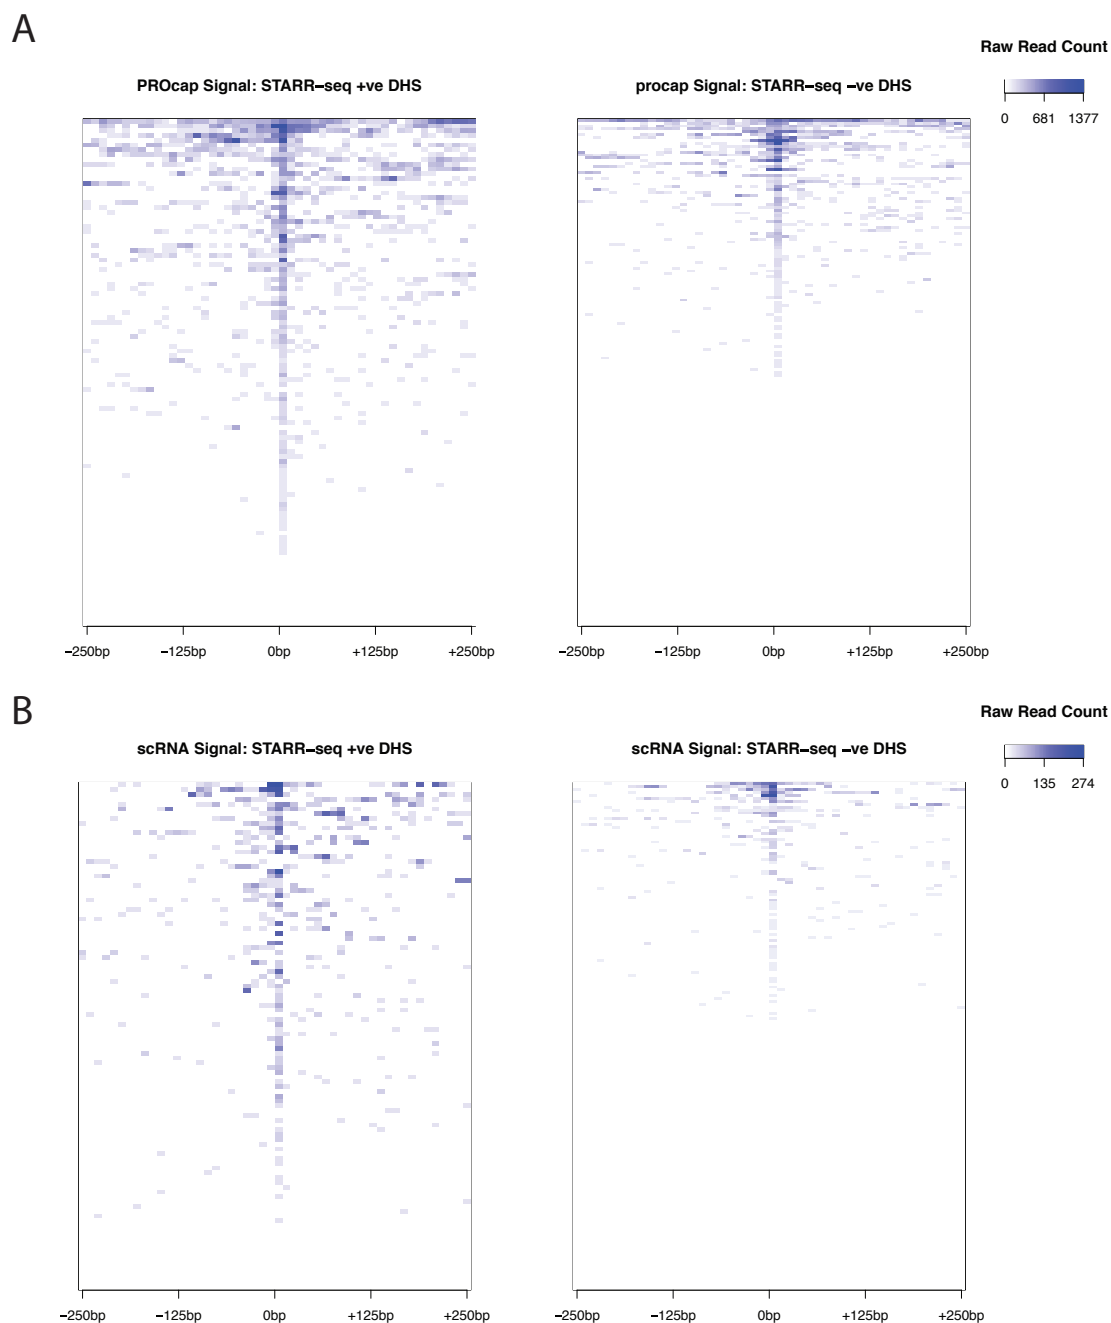 A
Raw Read Count
0 681 1377
PROcap Signal: STARR−seq +ve DHS
procap Signal: STARR−seq −ve DHS
−250bp −125bp 0bp +125bp +250bp
−250bp −125bp 0bp +125bp +250bp
B
Raw Read Count
0 135 274
scRNA Signal: STARR−seq +ve DHS
scRNA Signal: STARR−seq −ve DHS
−250bp −125bp 0bp +125bp +250bp
−250bp −125bp 0bp +125bp +250bp